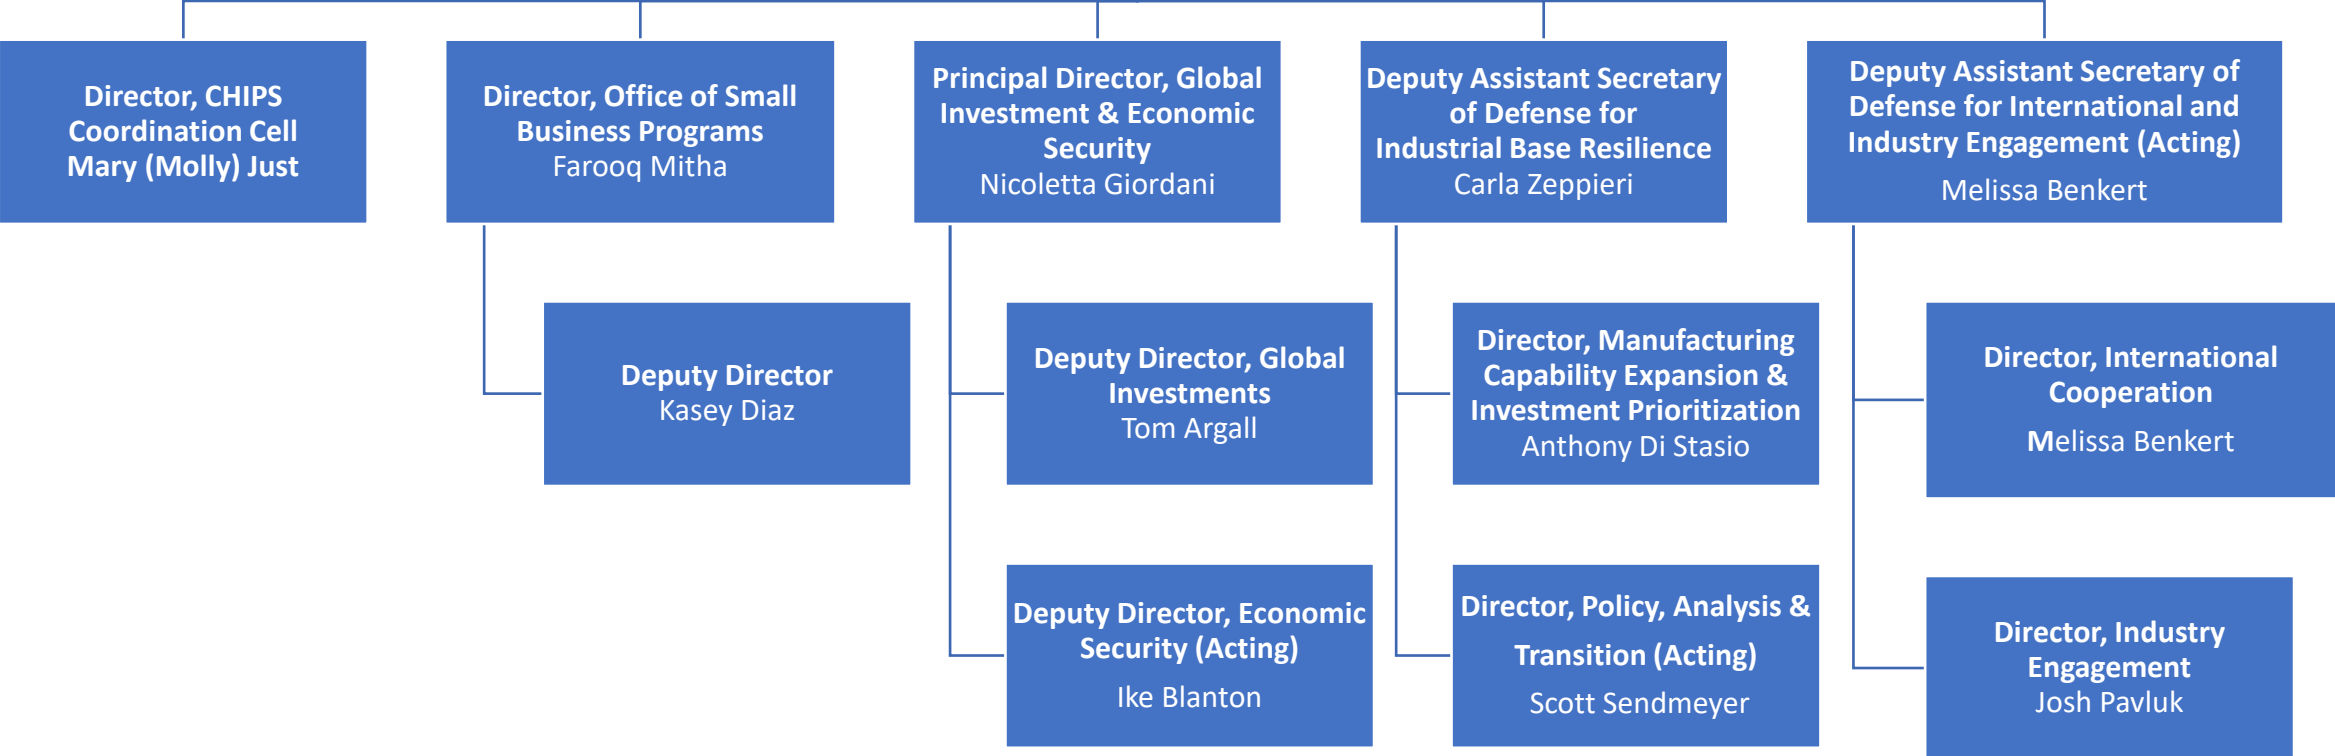 Director, CHIPS
Coordination Cell
Mary (Molly) Just
Director, Office of Small
Business Programs
Farooq Mitha
Principal Director, Global
Investment & Economic
Security
Nicoletta Giordani
Deputy Assistant Secretary
of Defense for
Industrial Base Resilience
Carla Zeppieri
Deputy Assistant Secretary of
Defense for International and
Industry Engagement (Acting)
Melissa Benkert
Deputy Director
Kasey Diaz
Deputy Director, Global
Investments
Tom Argall
Director, Manufacturing
Capability Expansion &
Investment Prioritization
Anthony Di Stasio
Director, International
Cooperation
Melissa Benkert
Deputy Director, Economic
Security (Acting)
Ike Blanton
Director, Policy, Analysis &
Transition (Acting)
Scott Sendmeyer
Director, Industry
Engagement
Josh Pavluk